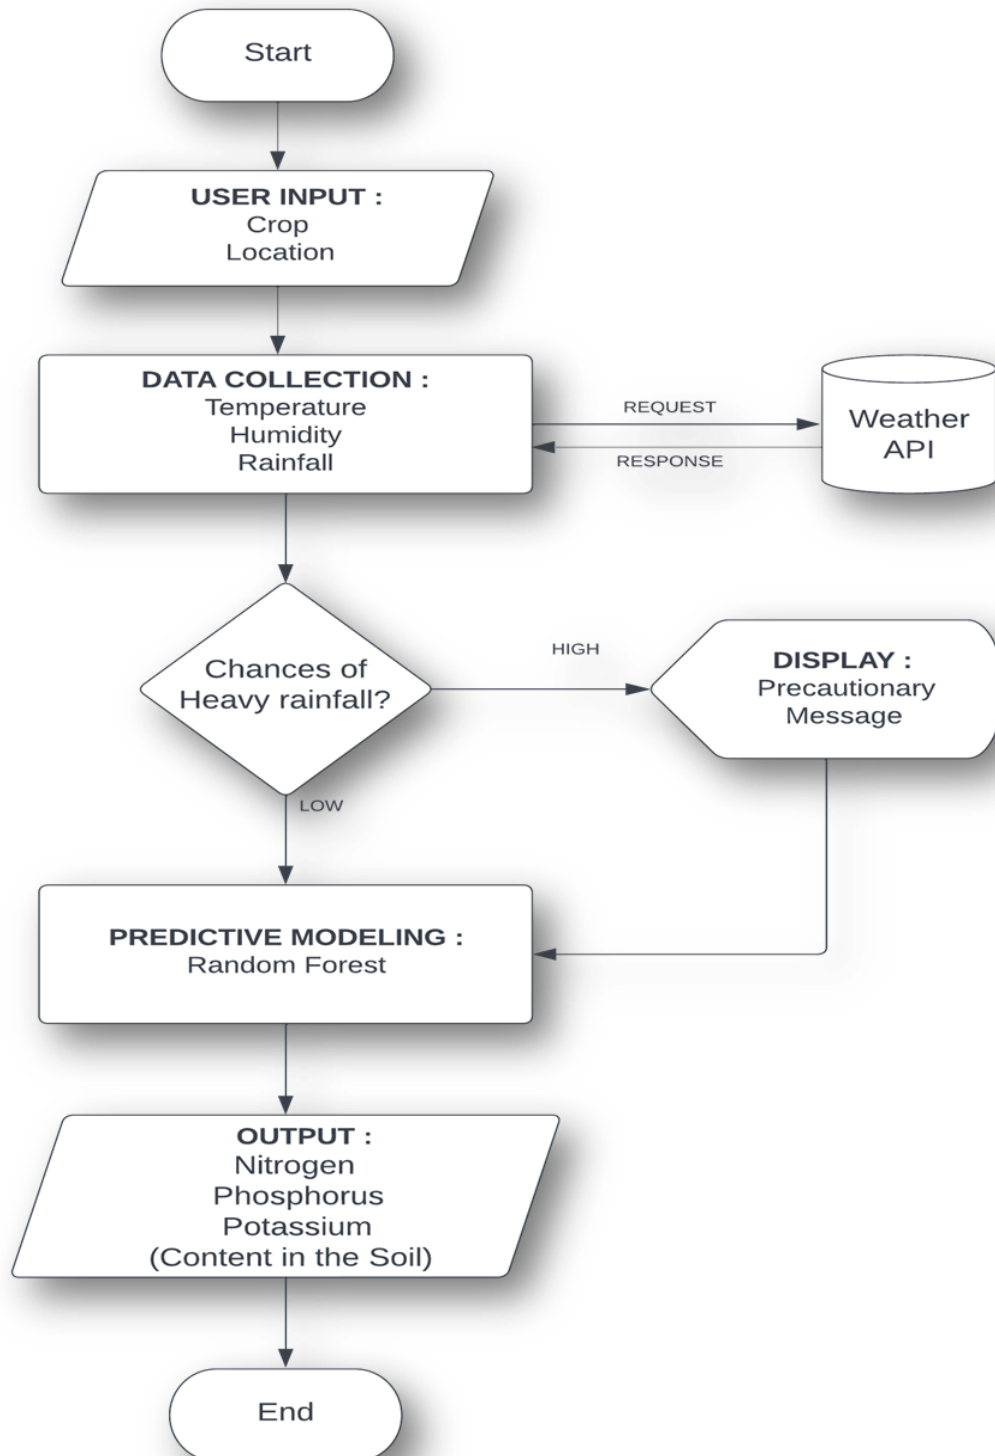 Start
USER INPUT :
Crop
Location
DATA COLLECTION :
Temperature
Humidity
Rainfall
REQUEST
RESPONSE
Weather
API
Chances of
Heavy rainfall?
HIGH
DISPLAY :
Precautionary
Message
LOW
PREDICTIVE MODELING :
Random Forest
OUTPUT :
Nitrogen
Phosphorus
Potassium
(Content in the Soil)
End